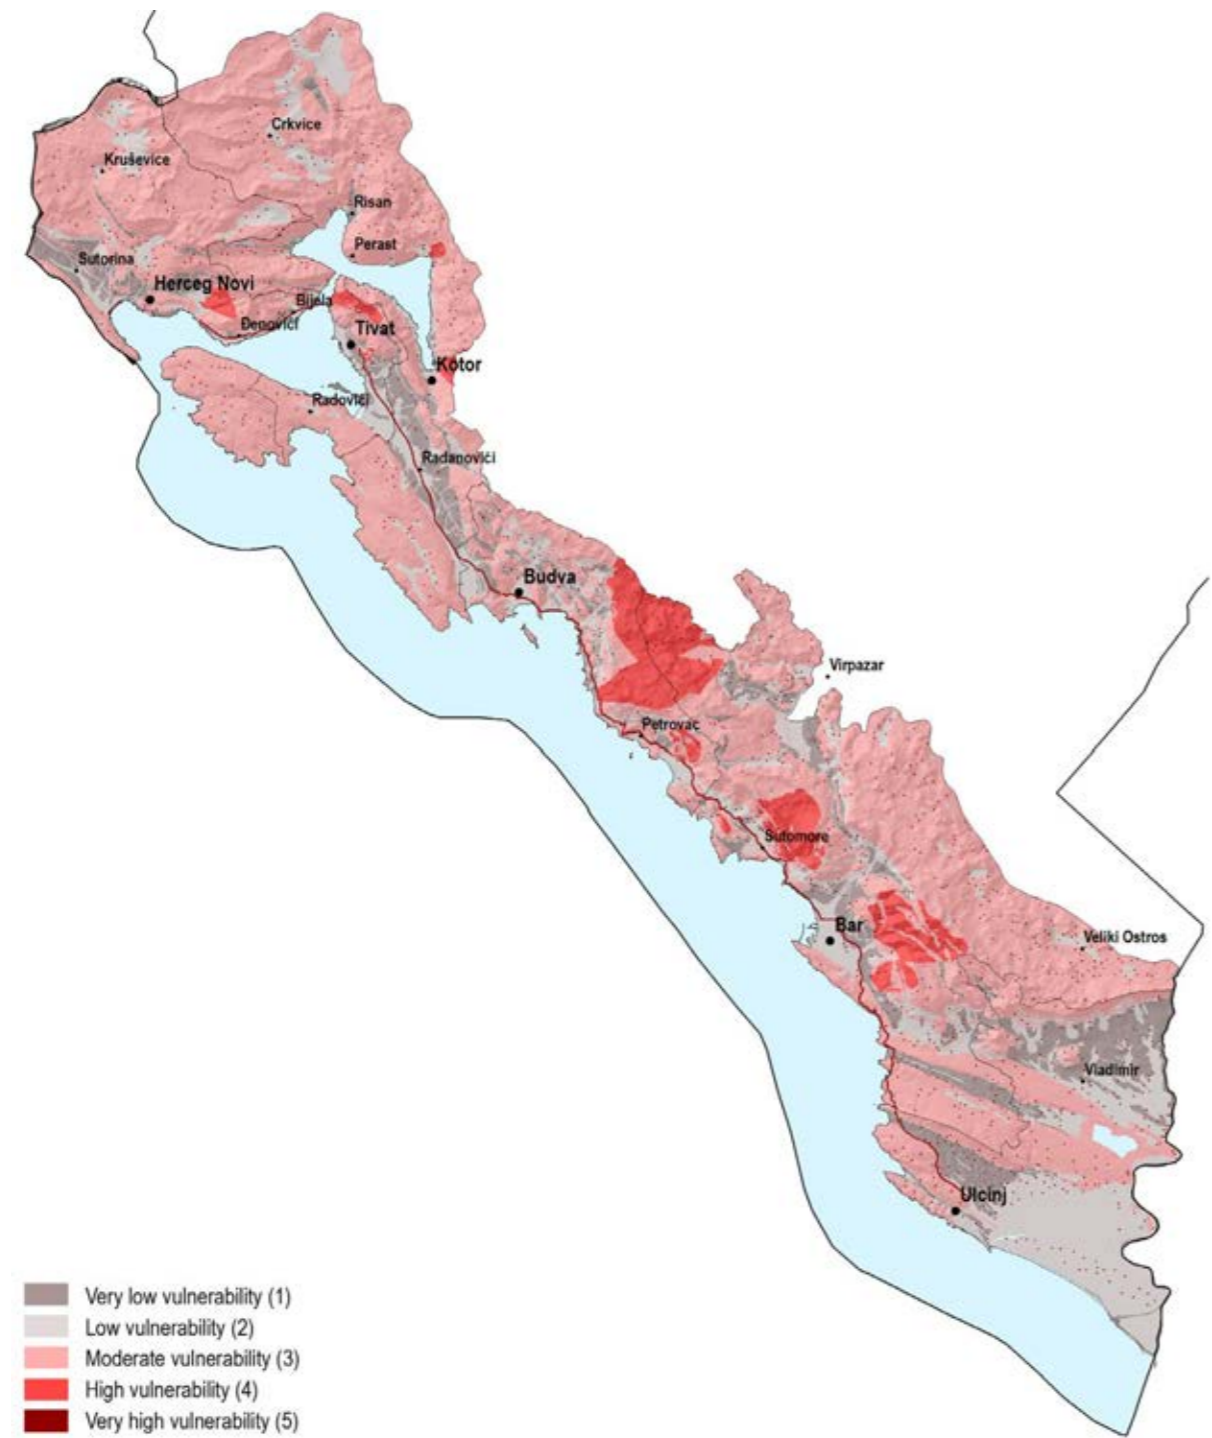 Crkvice
Kruševice
Risan
Perast
Sutorina
Herceg Novi
Bijela
Đenovići
Tivat
Kotor
Radovići
Radanovići
Budva
Virpazar
Petrovac
Sutomore
Bar
Veliki Ostros
Vladimir
Ulcinj
Very low vulnerability (1)
Low vulnerability (2)
Moderate vulnerability (3)
High vulnerability (4)
Very high vulnerability (5)